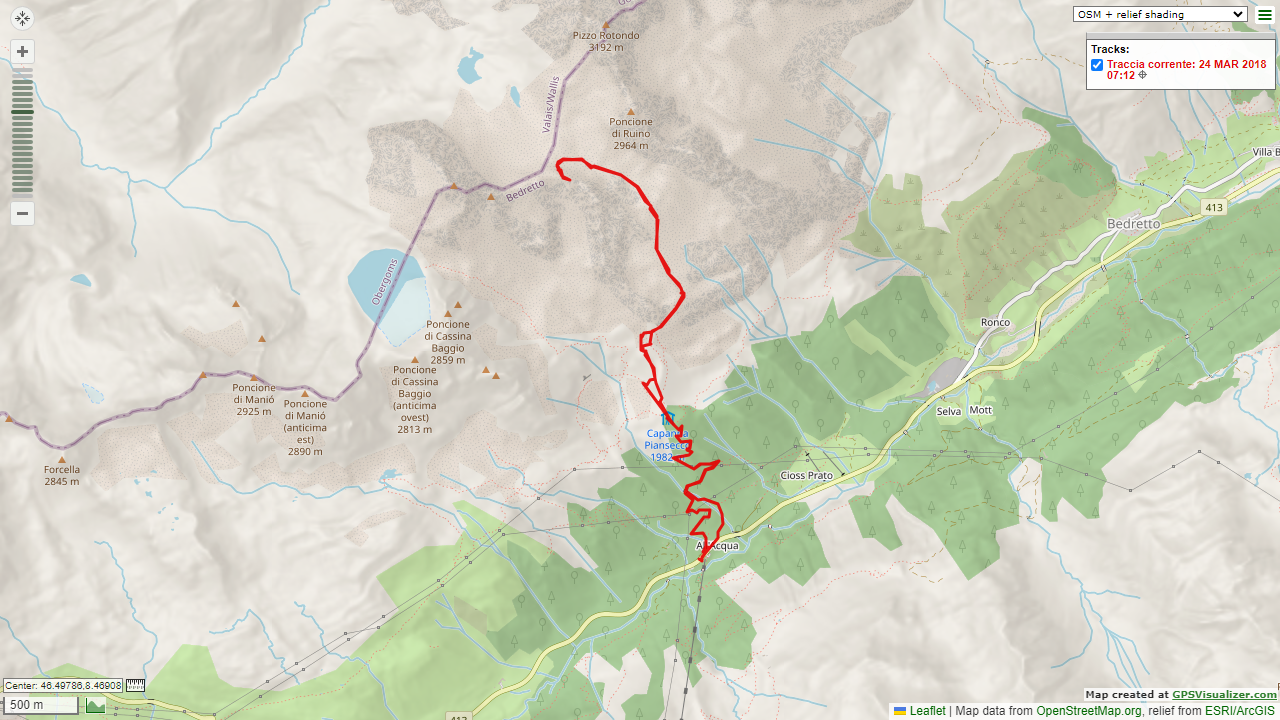 OSM + relief shading
Tracks:
Traccia corrente: 24 MAR 2018
07:12
Pizzo Rotondo
3192 m
Valais/Wallis
Poncione
di Ruino
2964 m
Bedretto
Villa B
413
Bedretto
Obergoms
Ronco
Poncione
di Cassina
Baggio
2859 m
Poncione
di Cassina
Baggio
(anticima
ovest)
2813 m
Poncione
di Manió
2925 m
Poncione
di Manió
(anticima
est)
2890 m
Selva
Mott
Capanna
Piansecco
1982 m
Forcella
2845 m
Cioss Prato
All'Acqua
Center: 46.49786,8.46908
500 m
413
Map created at GPSVisualizer.com
Leaflet | Map data from OpenStreetMap.org, relief from ESRI/ArcGIS